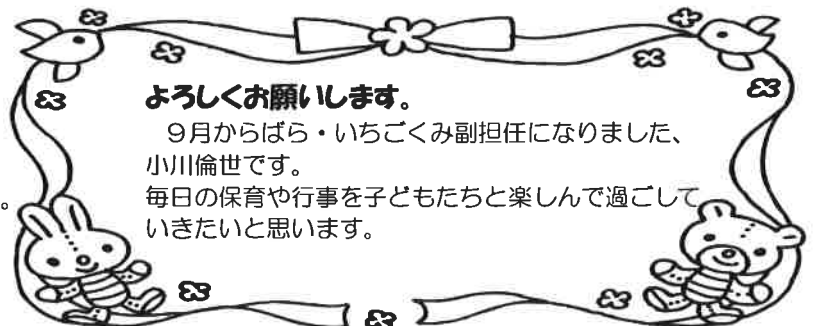 よろしくお願いします。
　９月からばら・いちごくみ副担任になりました、
小川倫世です。
毎日の保育や行事を子どもたちと楽しんで過ごして
いきたいと思います。
。